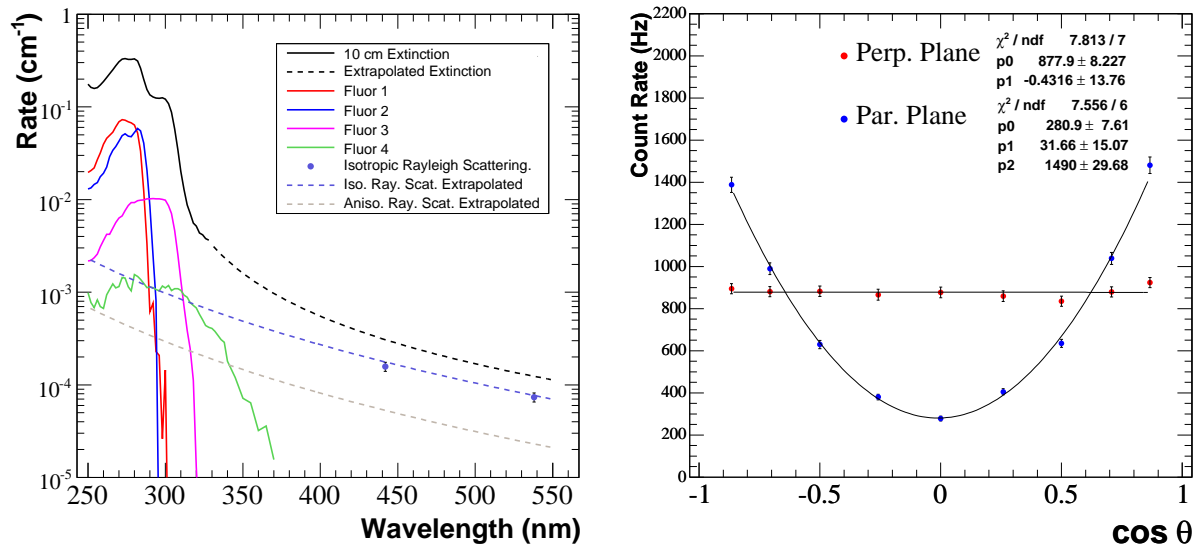 Rate (cm⁻¹)
1
10⁻¹
10⁻²
10⁻³
10⁻⁴
10⁻⁵
10 cm Extinction
Extrapolated Extinction
Fluor 1
Fluor 2
Fluor 3
Fluor 4
Isotropic Rayleigh Scattering.
Iso. Ray. Scat. Extrapolated
Aniso. Ray. Scat. Extrapolated
250 300 350 400 450 500 550
Wavelength (nm)
Count Rate (Hz)
2200
2000
1800
1600
1400
1200
1000
800
600
400
200
0
Perp. Plane
Par. Plane
χ² / ndf 7.813 / 7
p0 877.9 ± 8.227
p1 -0.4316 ± 13.76
χ² / ndf 7.556 / 6
p0 280.9 ± 7.61
p1 31.66 ± 15.07
p2 1490 ± 29.68
-1 -0.5 0 0.5 1
cos θ